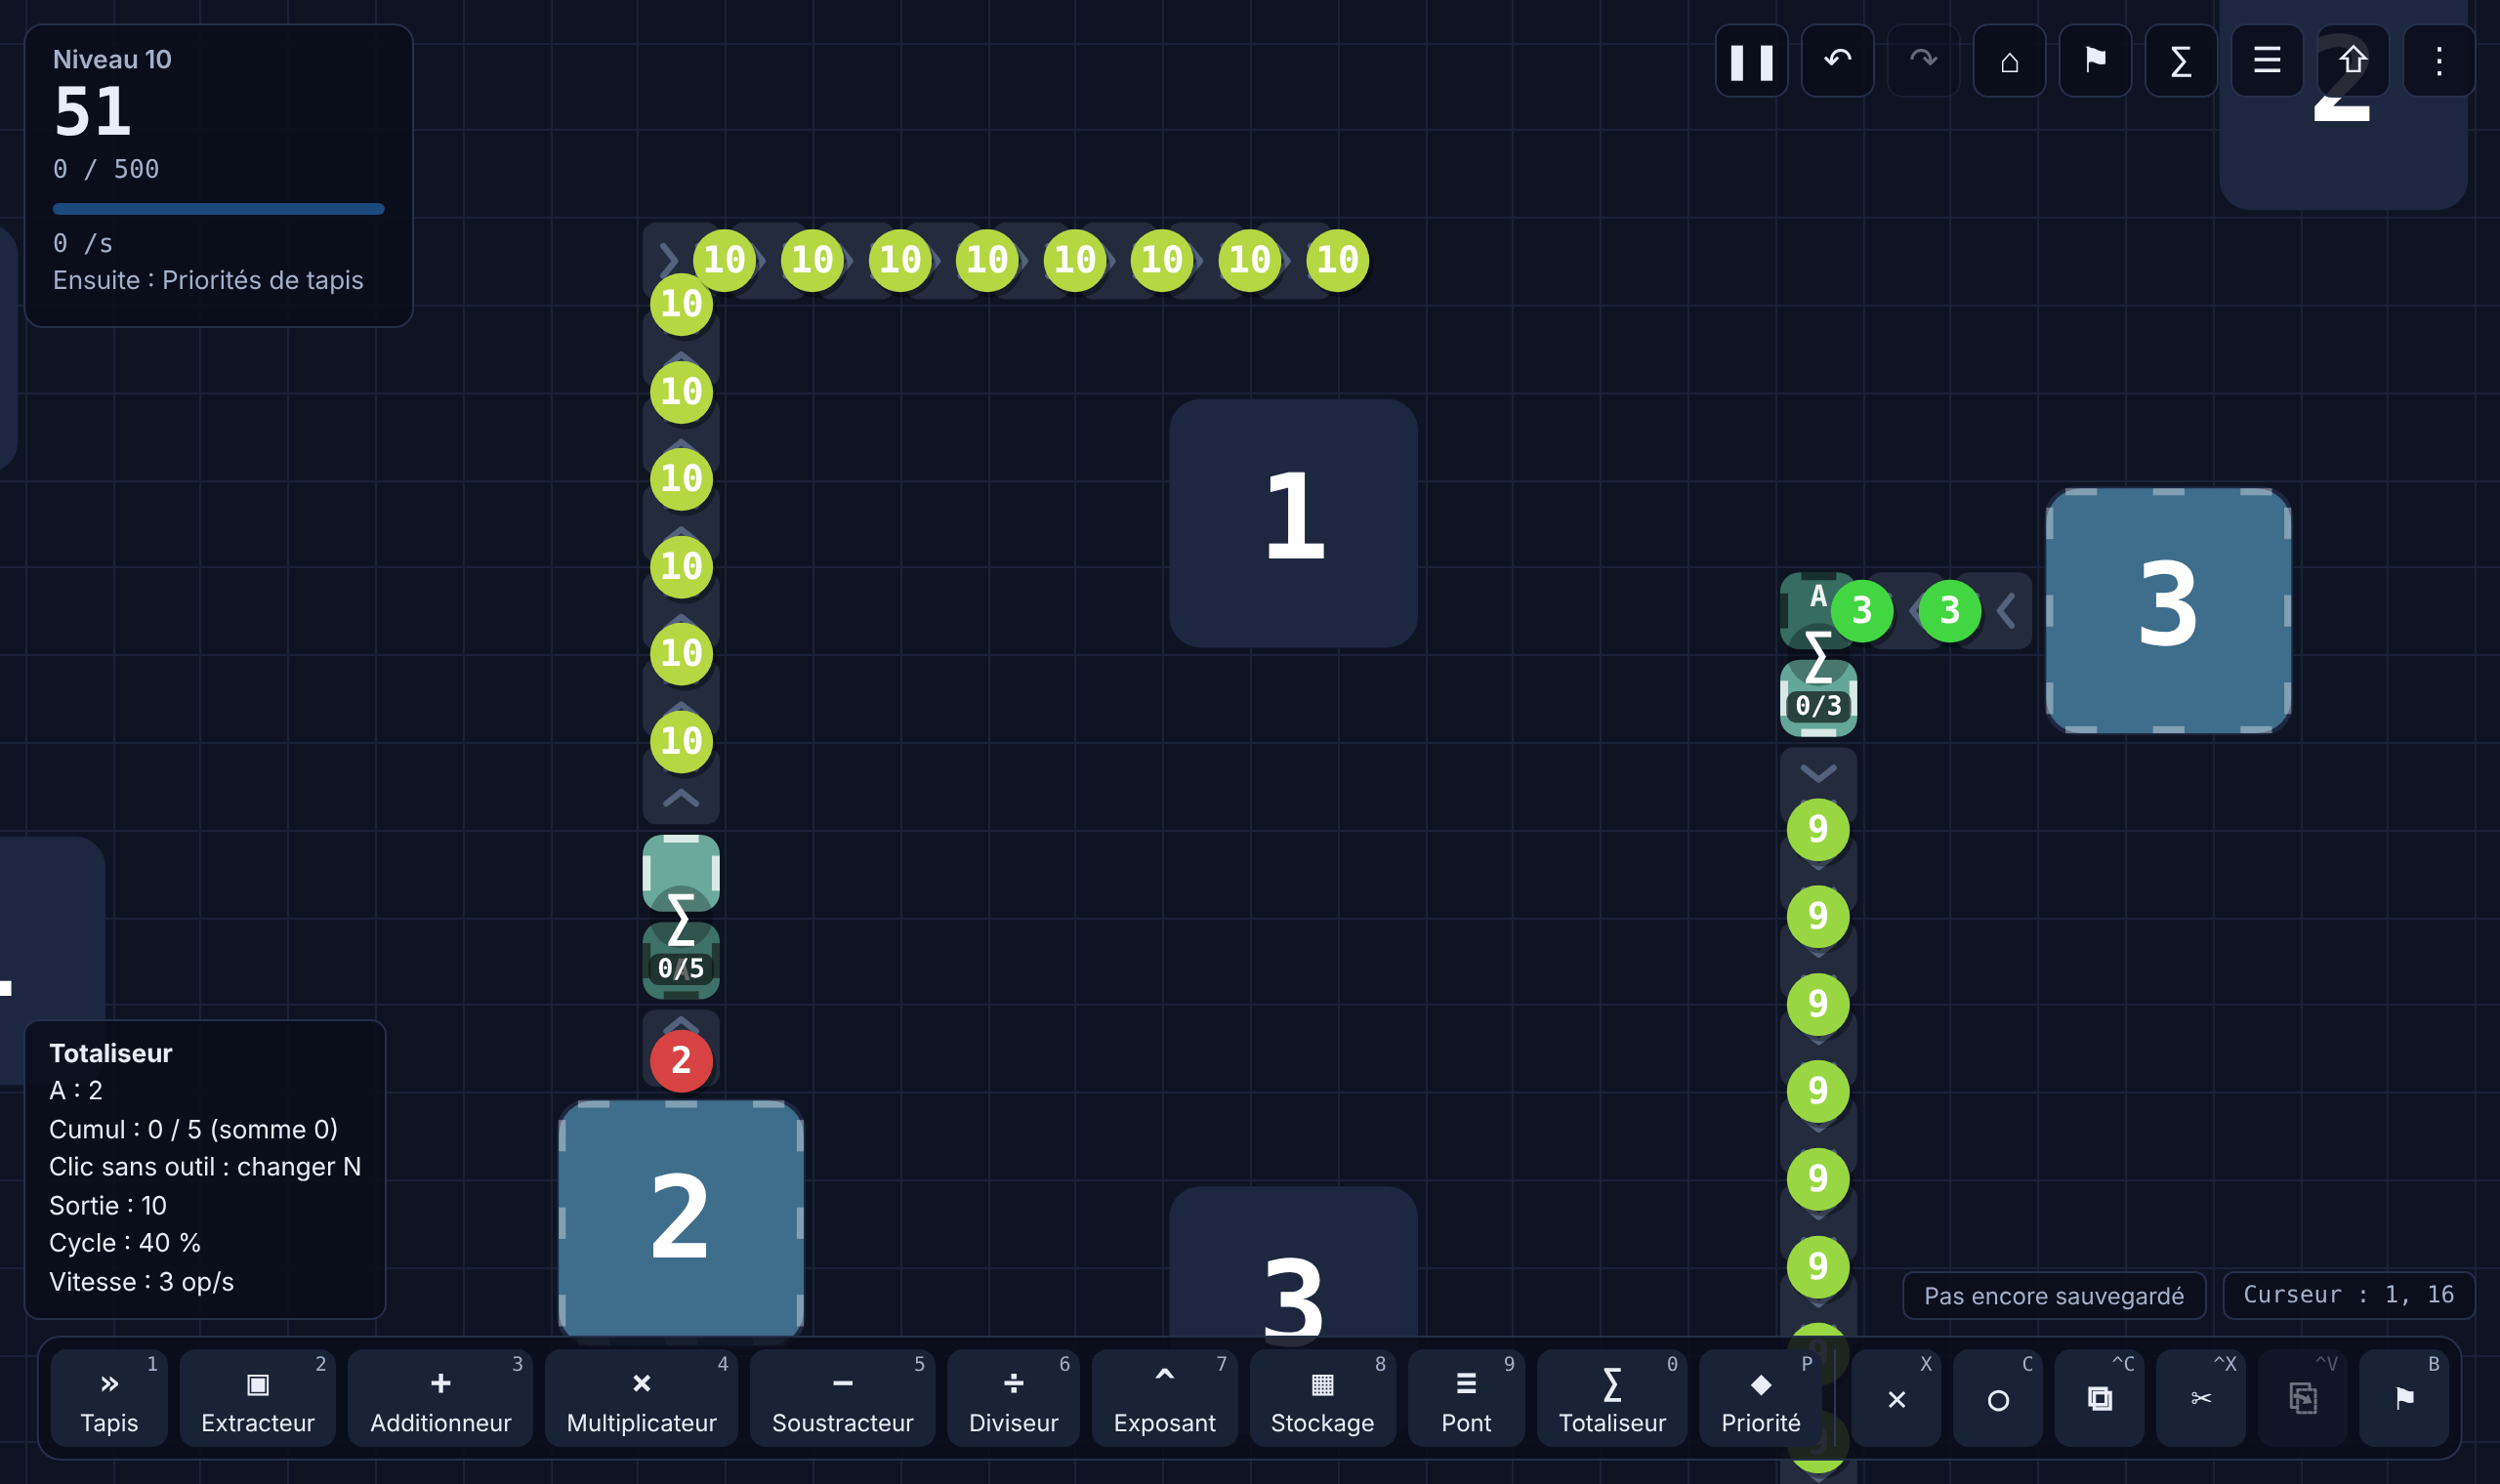 Niveau 10
51
0 / 500
0 /s
Ensuite : Priorités de tapis
2
10 10 10 10 10 10 10 10
10
10
10
10
10
10
1
A 3 3
3
∑
0/3
9
9
9
9
9
9
∑
0/5
2
2
3
Totaliseur
A : 2
Cumul : 0 / 5 (somme 0)
Clic sans outil : changer N
Sortie : 10
Cycle : 40 %
Vitesse : 3 op/s
Pas encore sauvegardé
Curseur : 1, 16
1 2 3 4 5 6 7 8 9 0 P X C ^C ^X ^V B
Tapis Extracteur Additionneur Multiplicateur Soustracteur Diviseur Exposant Stockage Pont Totaliseur Priorité